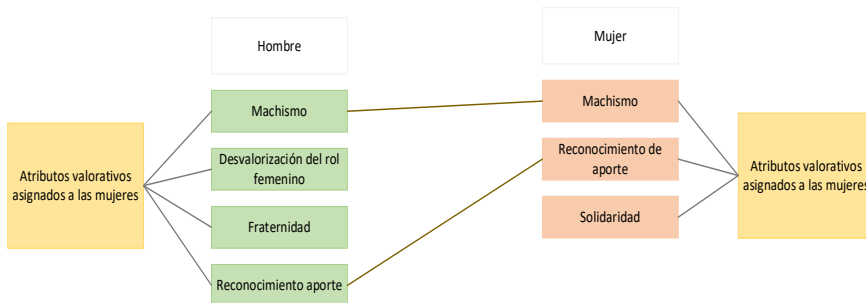 Hombre
Mujer
Machismo
Machismo
Atributos valorativos
asignados a las mujeres
Desvalorización del rol
femenino
Reconocimiento de
aporte
Atributos valorativos
asignados a las mujeres
Fraternidad
Solidaridad
Reconocimiento aporte